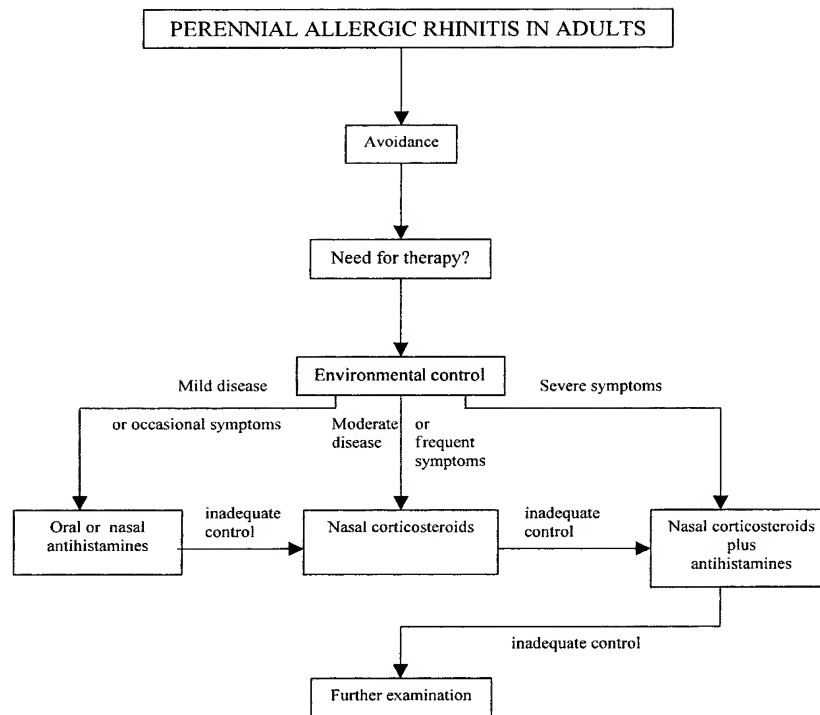 PERENNIAL ALLERGIC RHINITIS IN ADULTS
Avoidance
Need for therapy?
Environmental control
Mild disease
or occasional symptoms
Moderate
disease
or
frequent
symptoms
Severe symptoms
Oral or nasal
antihistamines
inadequate
control
Nasal corticosteroids
inadequate
control
Nasal corticosteroids
plus
antihistamines
inadequate control
Further examination